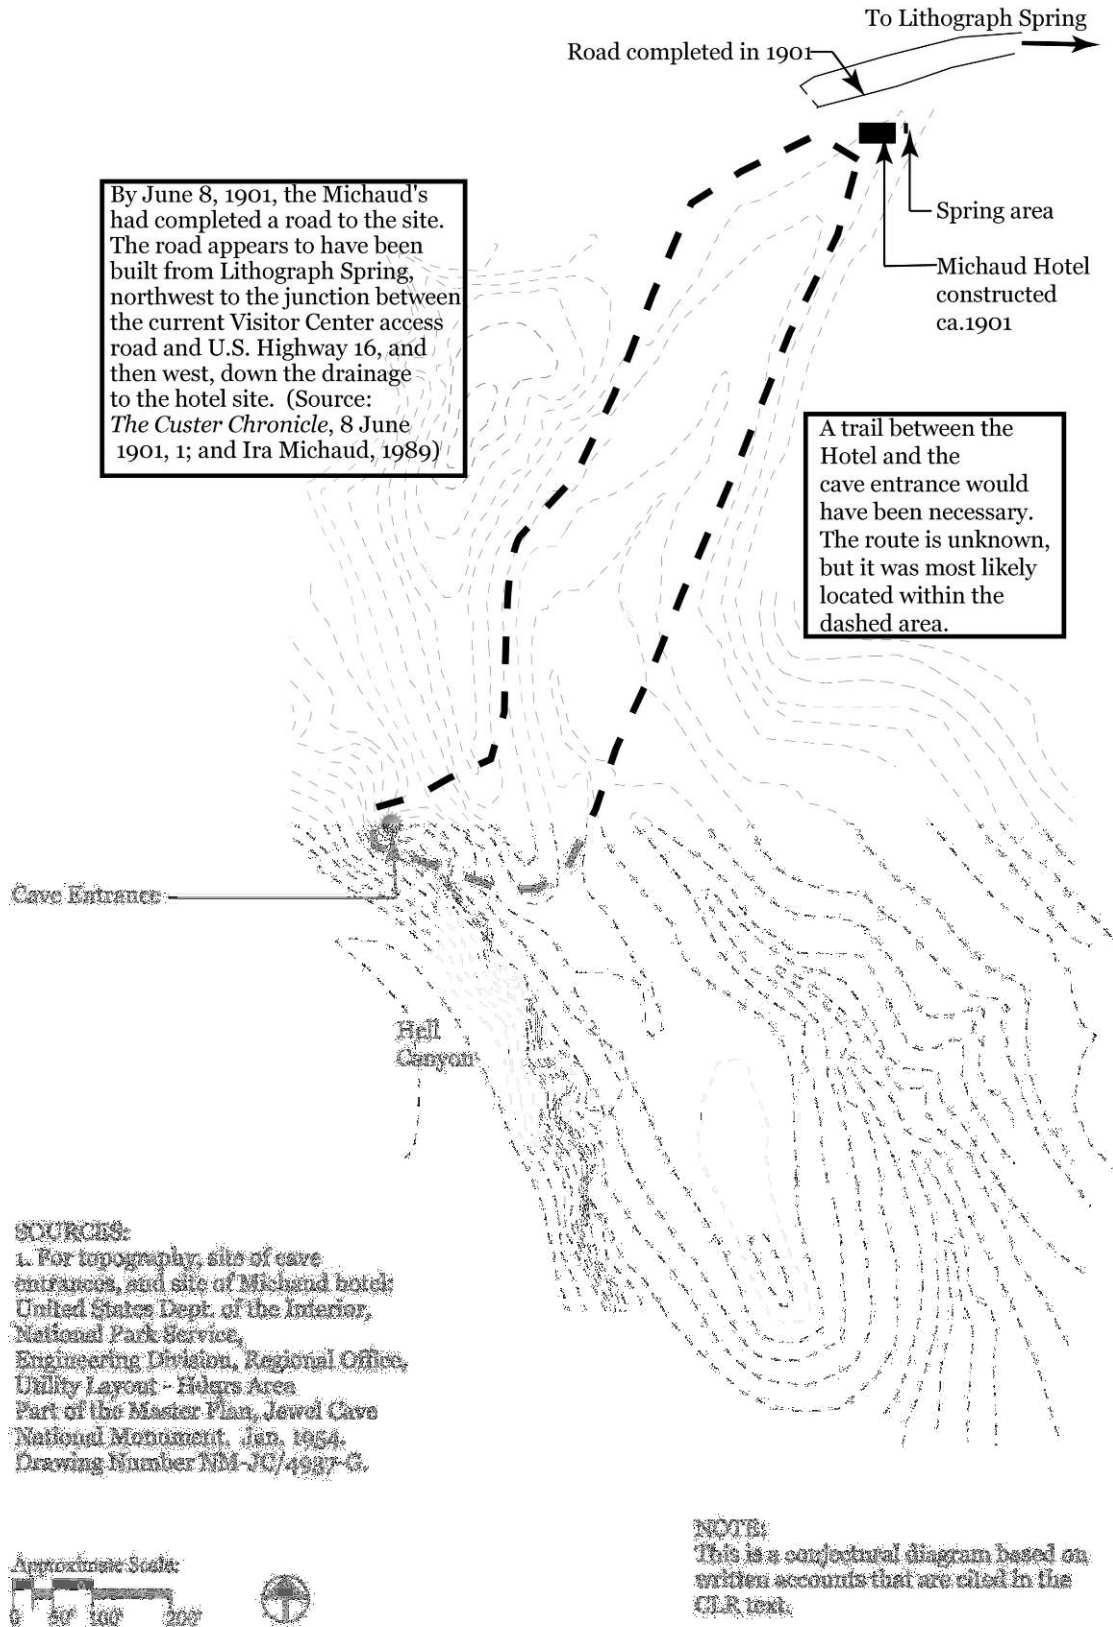 To Lithograph Spring
Road completed in 1901
By June 8, 1901, the Michaud's
had completed a road to the site.
The road appears to have been
built from Lithograph Spring,
northwest to the junction between
the current Visitor Center access
road and U.S. Highway 16, and
then west, down the drainage
to the hotel site.  (Source:
The Custer Chronicle, 8 June
1901, 1; and Ira Michaud, 1989)
Spring area
Michaud Hotel
constructed
ca.1901
A trail between the
Hotel and the
cave entrance would
have been necessary.
The route is unknown,
but it was most likely
located within the
dashed area.
Cave Entrance
Hell
Canyon
SOURCES:
1. For topography, site of cave
entrances, and site of Michaud hotel:
United States Dept. of the Interior,
National Park Service,
Engineering Division, Regional Office,
Utility Layout - Area
Part of the Master Plan, Jewel Cave
National Monument. Jan. 1954.
Drawing Number
Approximate Scale:
0 50' 100' 200'
NOTE:
This is a conjectural diagram based on
written accounts that are cited in the
CLR text.